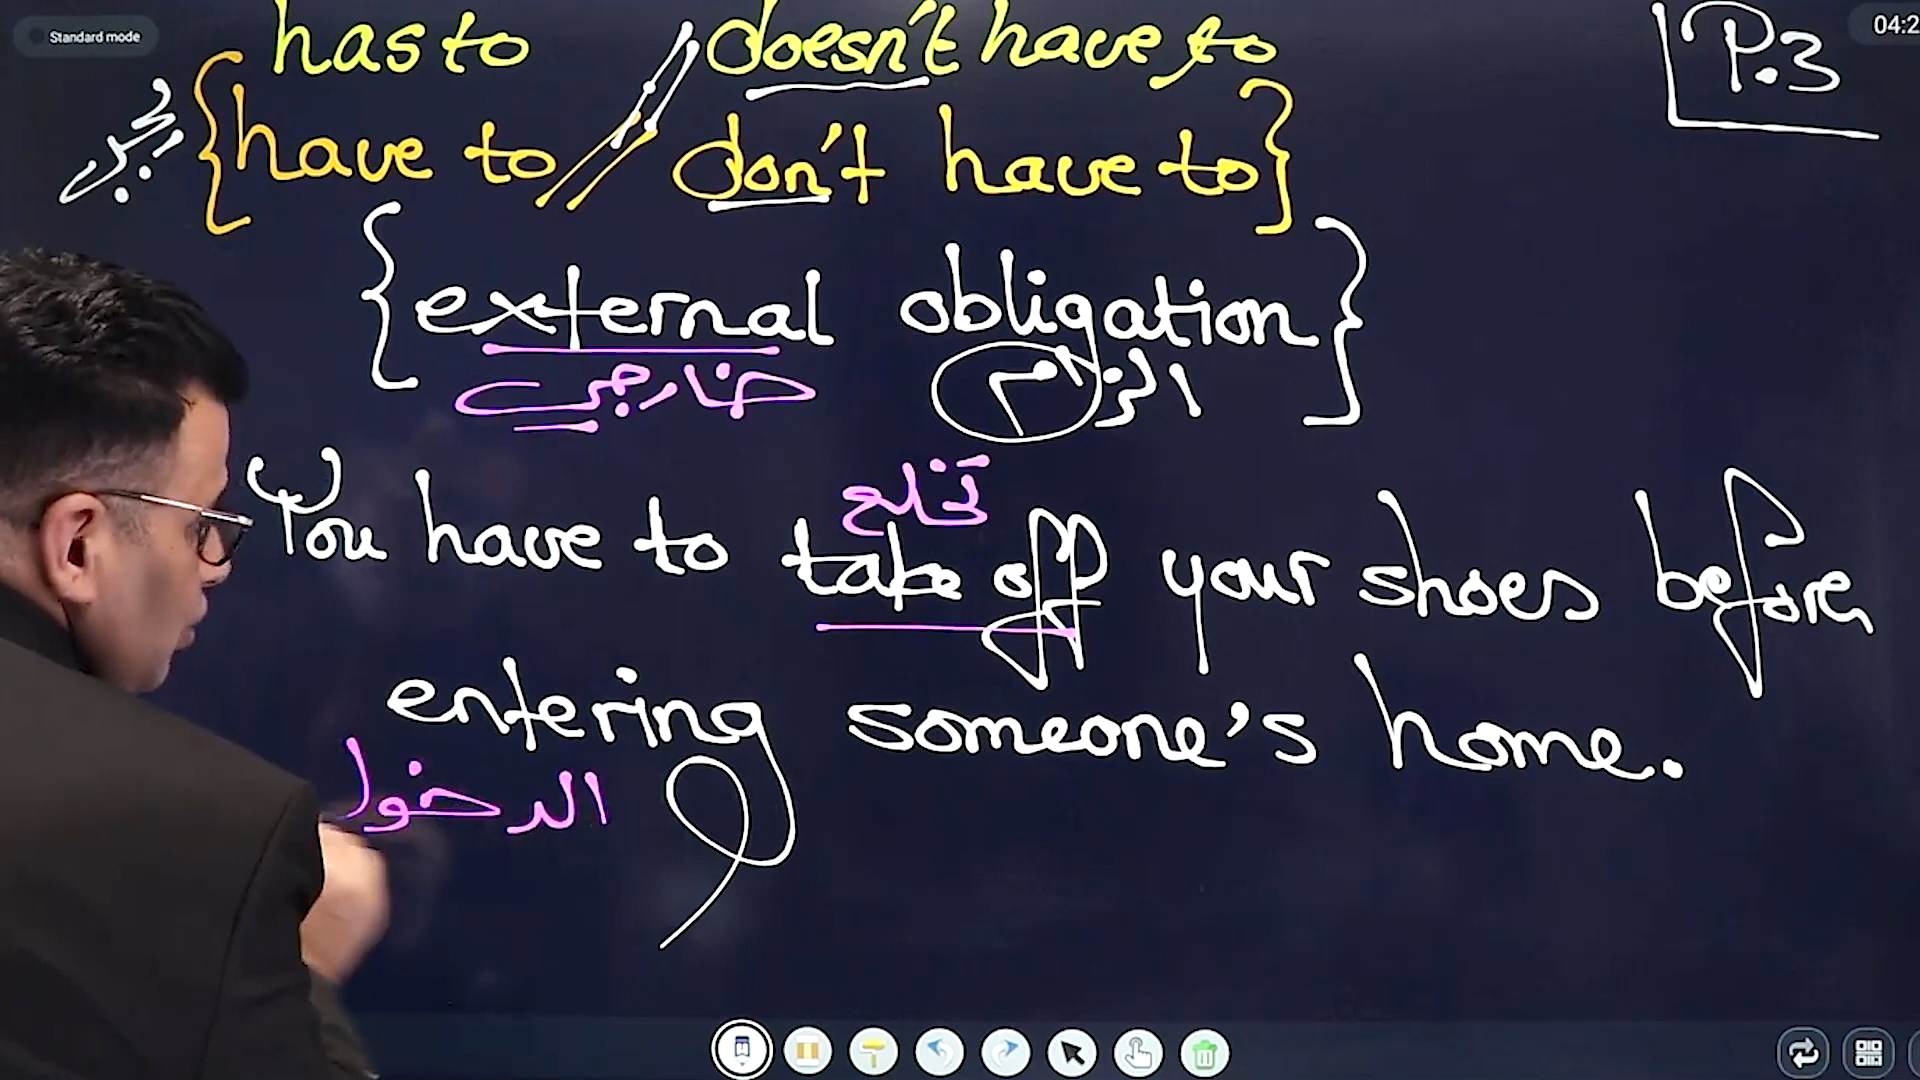 Standard mode
04:2
has to // doesn't have to
P.3
يجب {have to // don't have to}
{external obligation}
خارجي الزام
تخلع
You have to take off your shoes before
entering someone's home.
الدخول